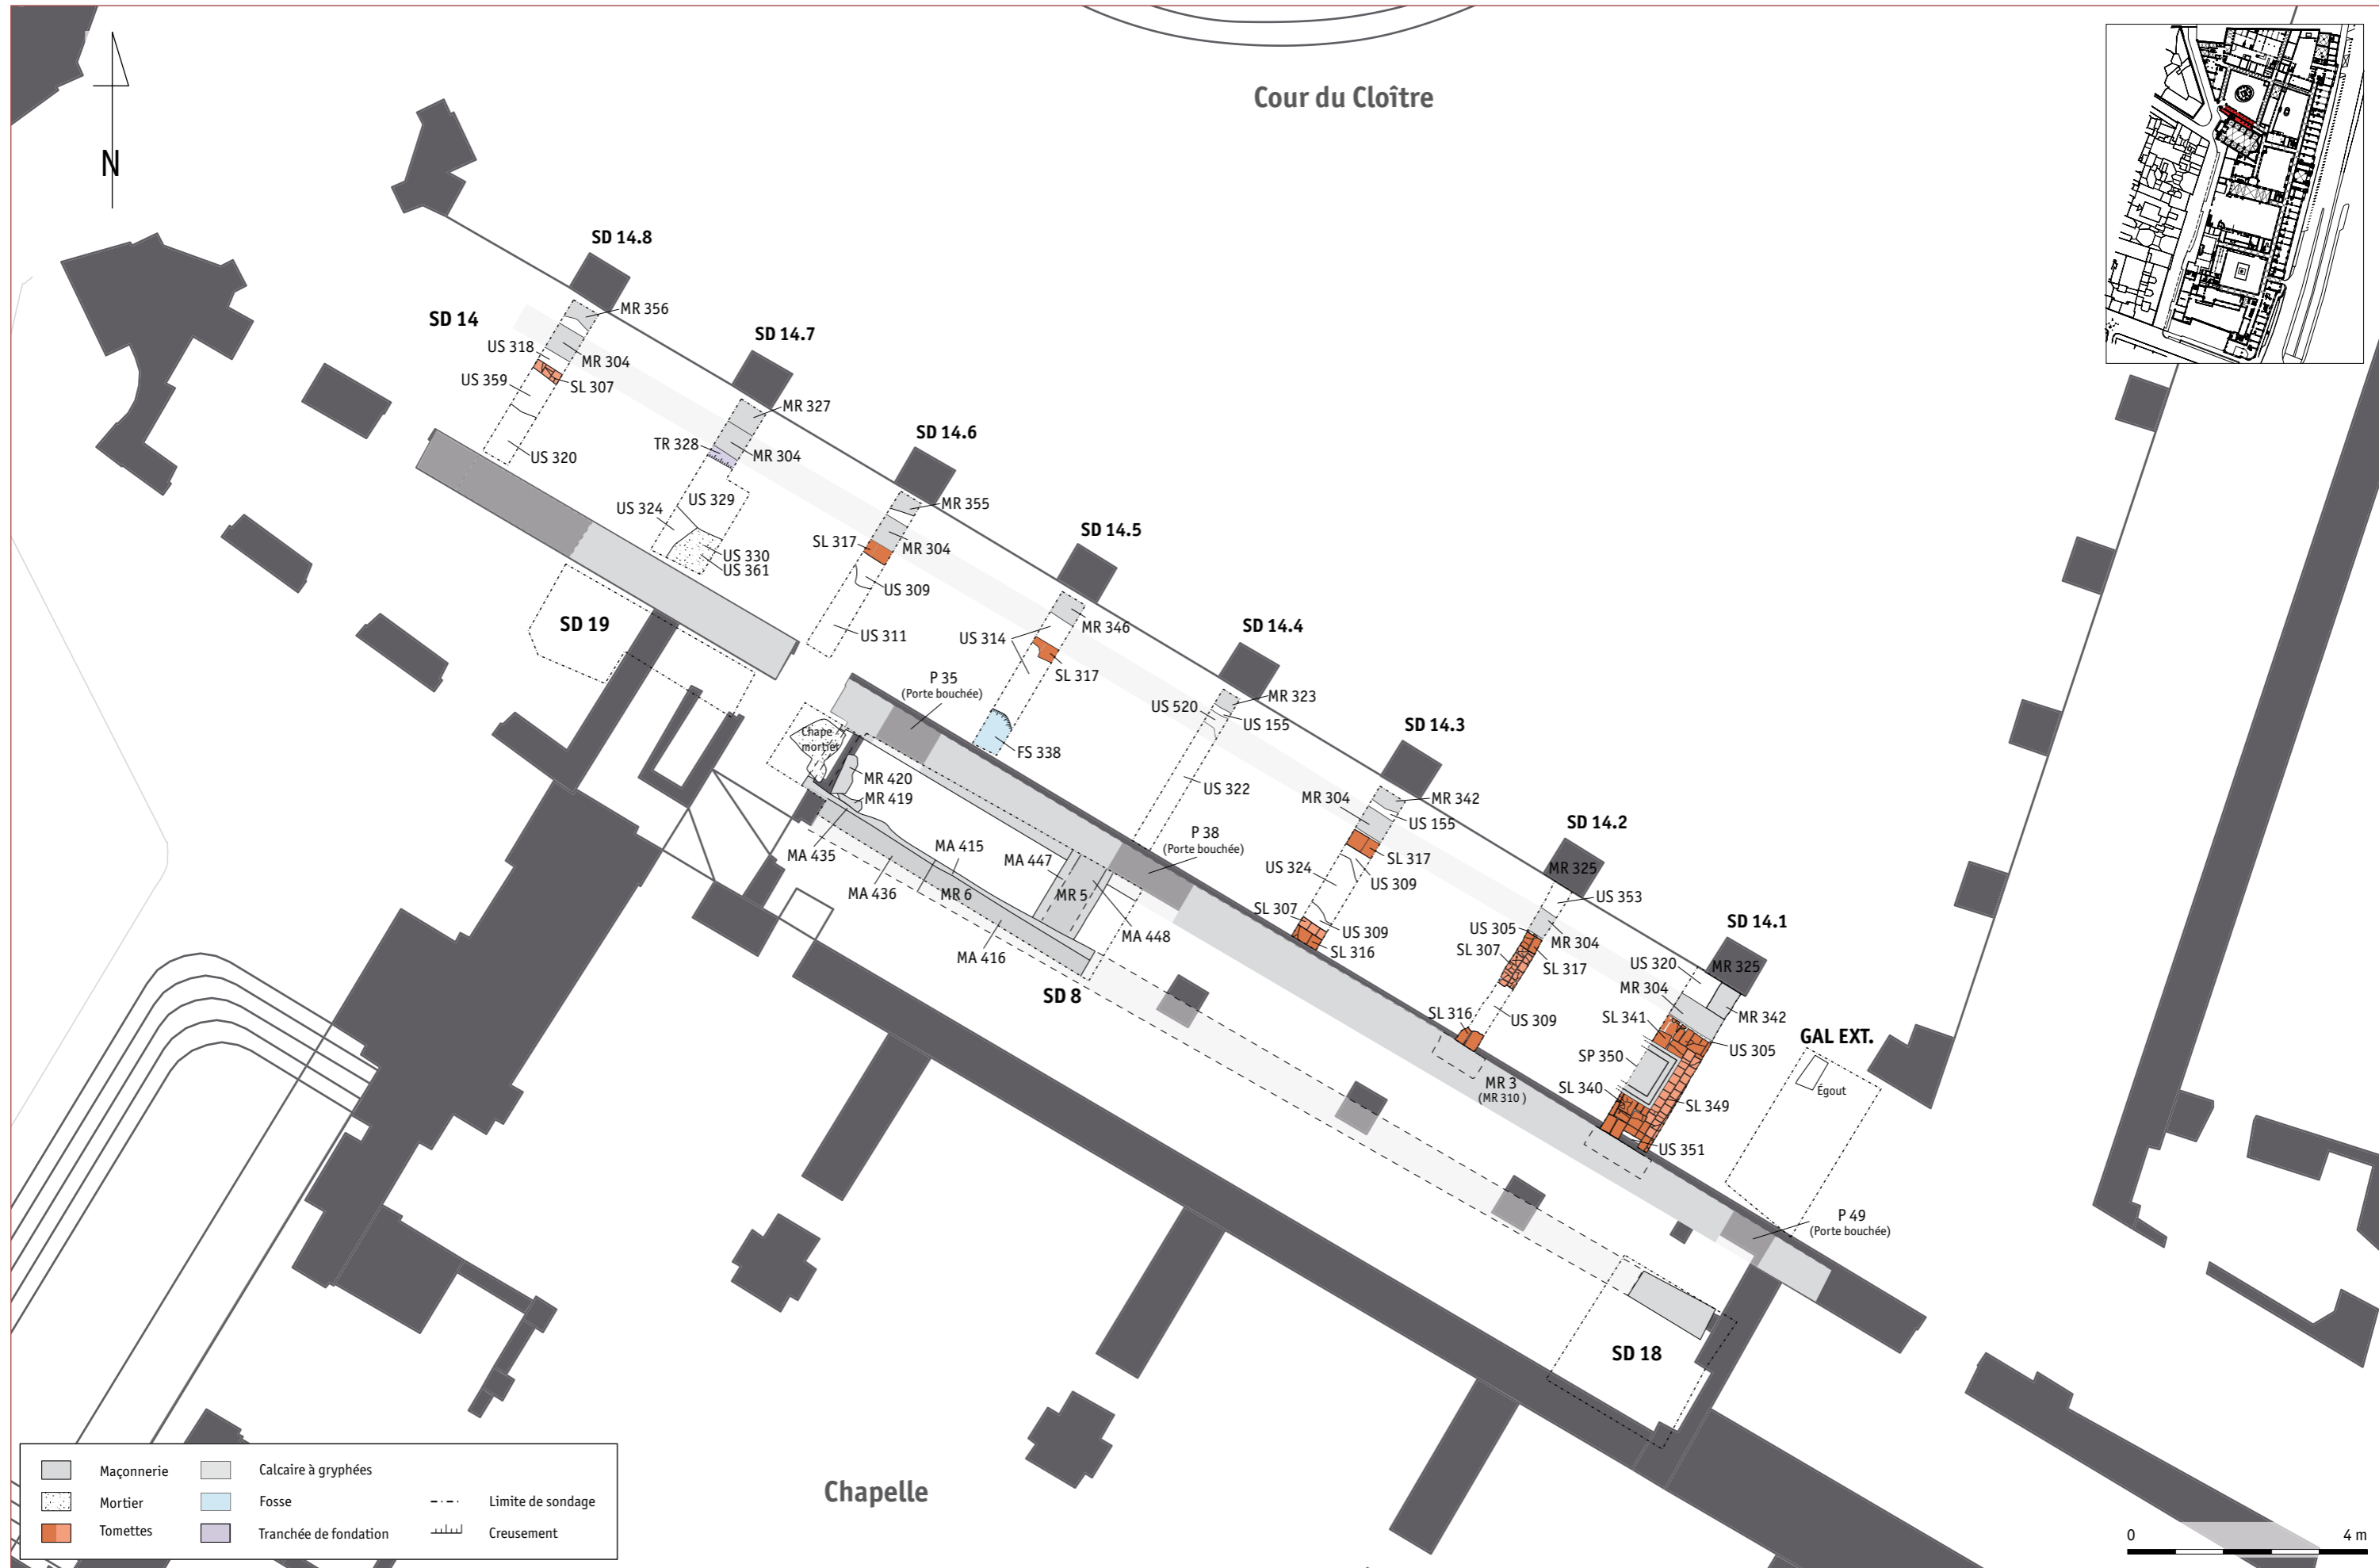 Cour du Cloître
N
SD 14.8
MR 356
SD 14
US 318
MR 304
US 359
SL 307
US 320
SD 14.7
MR 327
TR 328
MR 304
US 329
US 324
US 330
US 361
SD 14.6
MR 355
SL 317
MR 304
US 309
US 311
SD 19
SD 14.5
US 314
MR 346
SL 317
P 35
(Porte bouchée)
FS 338
SD 14.4
MR 323
US 520
US 155
US 322
Chape
mortier
MR 420
MR 419
MA 435
MA 436
MA 415
MR 6
MA 447
MR 5
MA 416
MA 448
SD 8
P 38
(Porte bouchée)
SD 14.3
MR 304
MR 342
US 155
SL 317
US 324
US 309
SL 307
US 309
SL 316
SD 14.2
MR 325
US 353
US 305
MR 304
SL 307
SL 317
SL 316
US 309
MR 3
(MR 310 )
SD 14.1
US 320
MR 325
MR 304
MR 342
SL 341
US 305
SP 350
SL 340
SL 349
US 351
GAL EXT.
Égout
P 49
(Porte bouchée)
SD 18
Chapelle
Maçonnerie
Mortier
Tomettes
Calcaire à gryphées
Fosse
Tranchée de fondation
Limite de sondage
Creusement
0 4 m